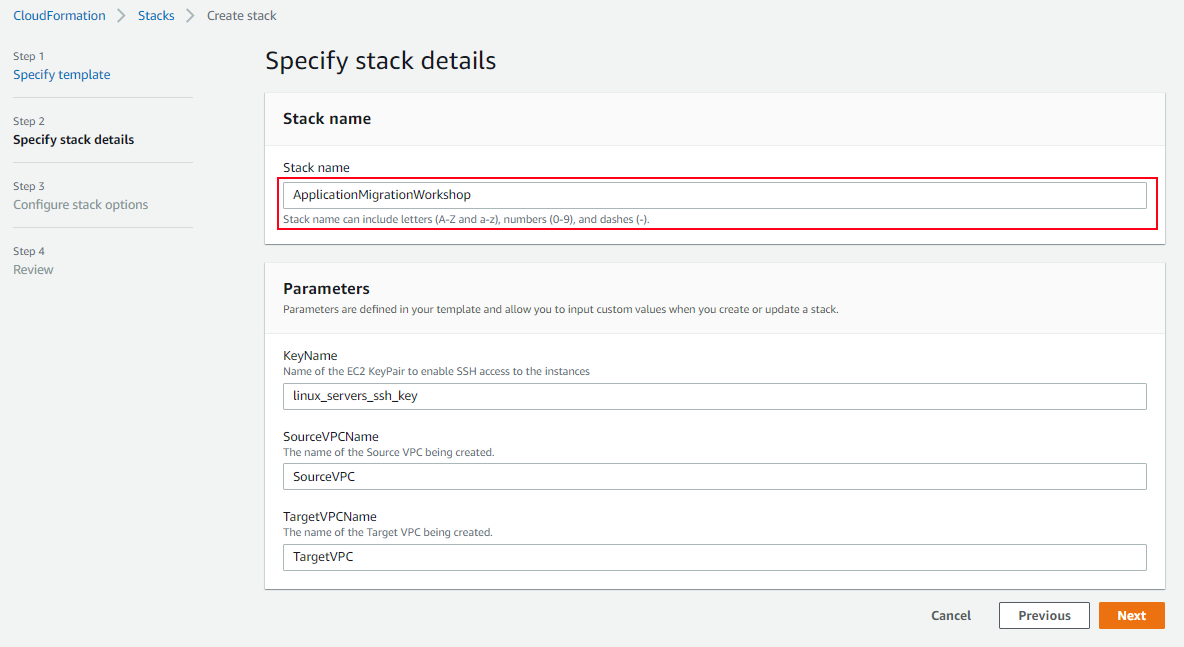 CloudFormation > Stacks > Create stack
Step 1
Specify template
Step 2
Specify stack details
Step 3
Configure stack options
Step 4
Review
Specify stack details
Stack name
Stack name
ApplicationMigrationWorkshop
Stack name can include letters (A-Z and a-z), numbers (0-9), and dashes (-).
Parameters
Parameters are defined in your template and allow you to input custom values when you create or update a stack.
KeyName
Name of the EC2 KeyPair to enable SSH access to the instances
linux_servers_ssh_key
SourceVPCName
The name of the Source VPC being created.
SourceVPC
TargetVPCName
The name of the Target VPC being created.
TargetVPC
Cancel Previous Next